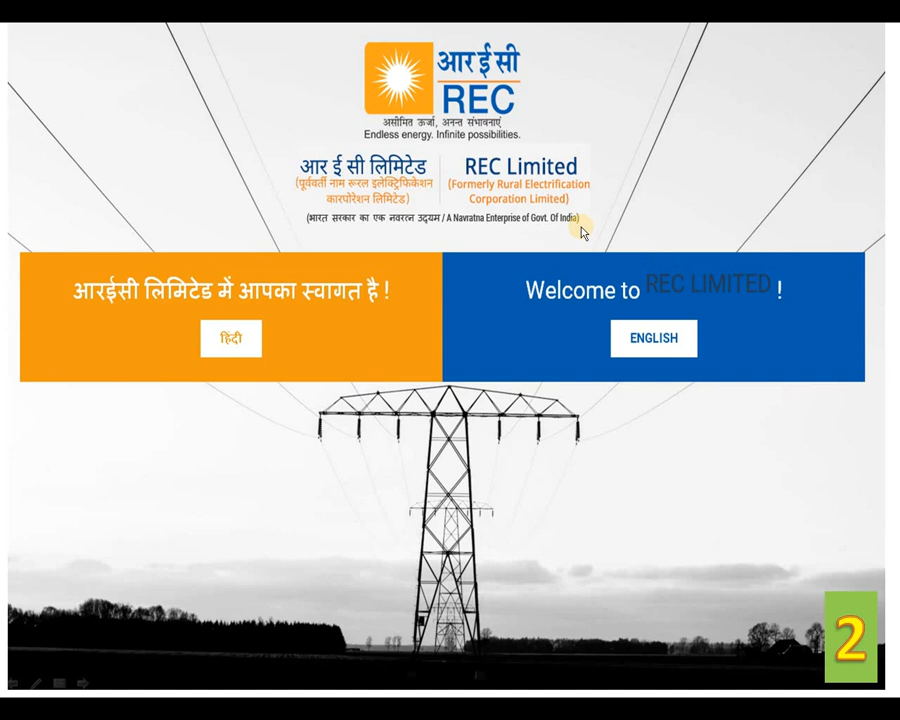 आर ई सी
REC
असीमित ऊर्जा, अनन्त संभावनाएं
Endless energy. Infinite possibilities.
आर ई सी लिमिटेड
(पूर्ववर्ती नाम रूरल इलेक्ट्रिफिकेशन
कारपोरेशन लिमिटेड)
REC Limited
(Formerly Rural Electrification
Corporation Limited)
(भारत सरकार का एक नवरत्न उद्यम / A Navratna Enterprise of Govt. Of India)
आरईसी लिमिटेड में आपका स्वागत है !
हिंदी
Welcome to REC LIMITED !
ENGLISH
2